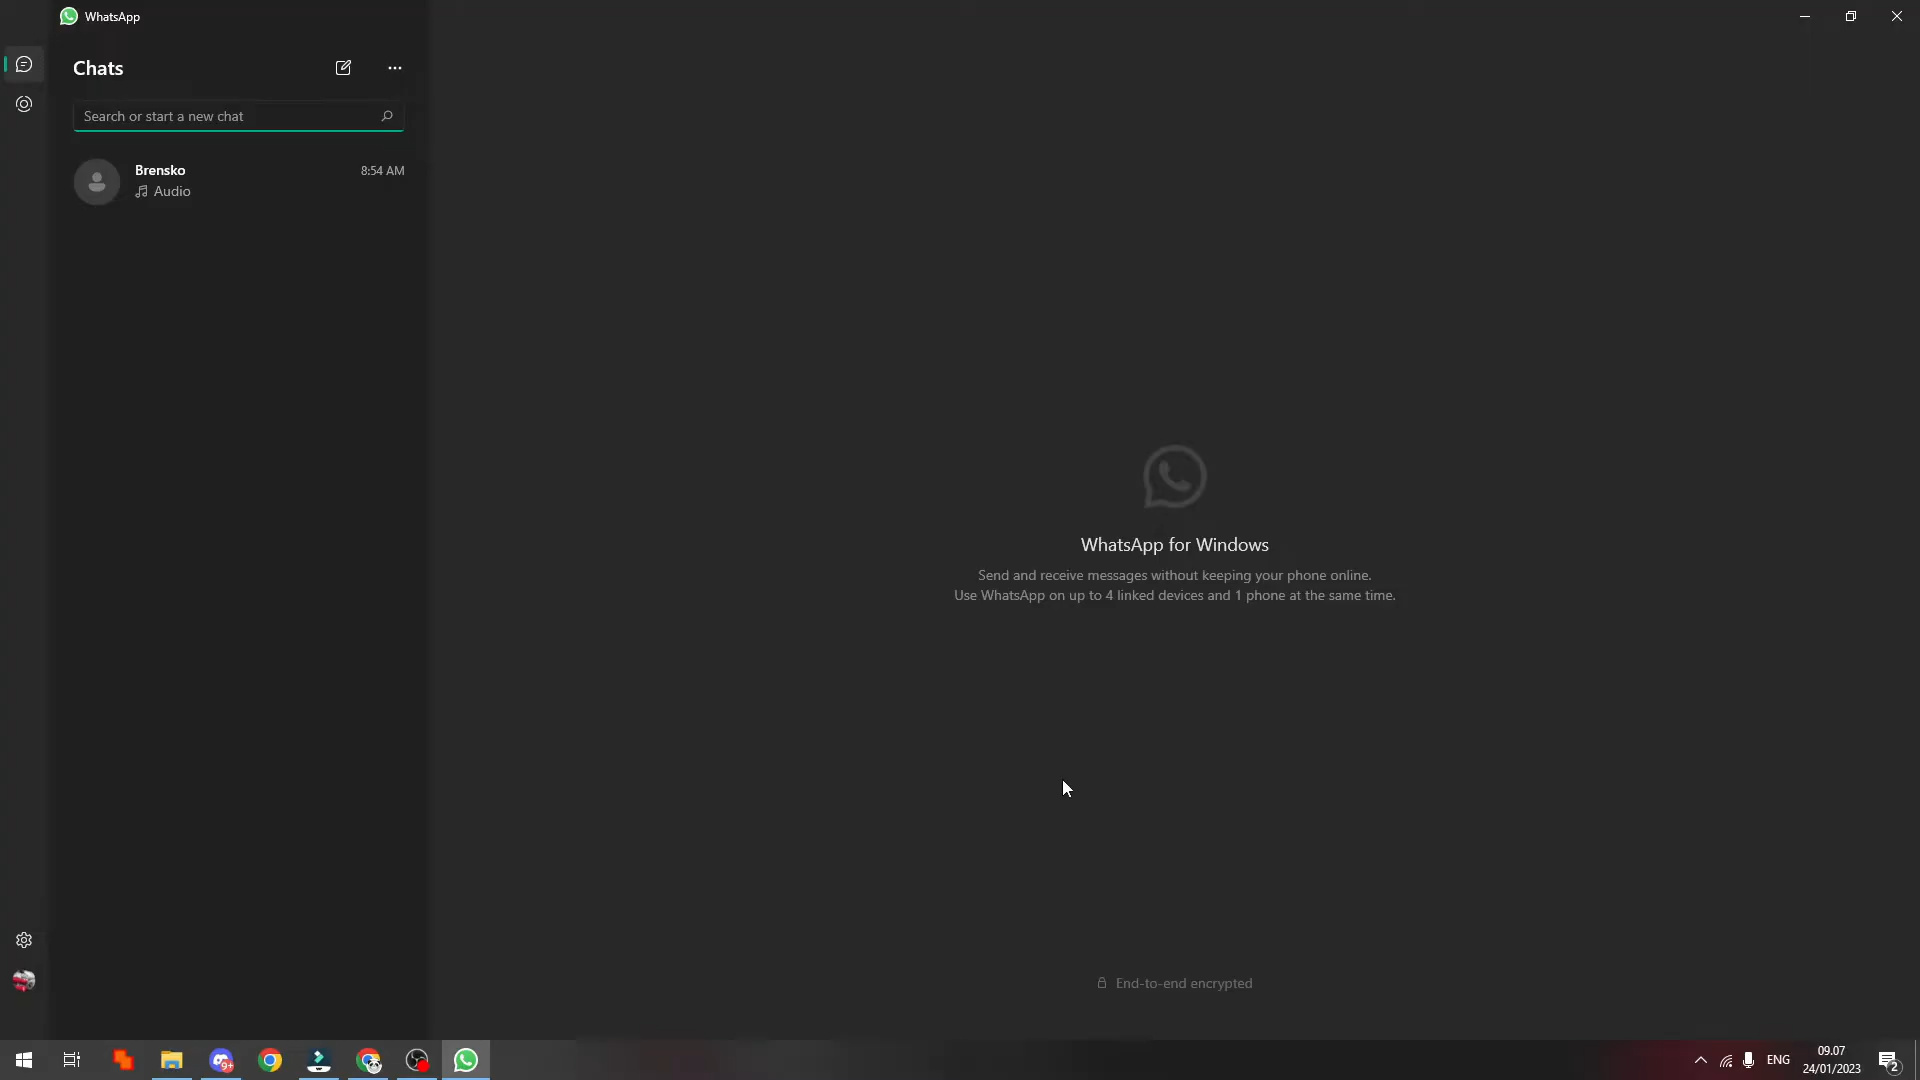 WhatsApp
Chats
Search or start a new chat
Brensko
8:54 AM
Audio
WhatsApp for Windows
Send and receive messages without keeping your phone online.
Use WhatsApp on up to 4 linked devices and 1 phone at the same time.
End-to-end encrypted
9+
ENG
09.07
24/01/2023
2